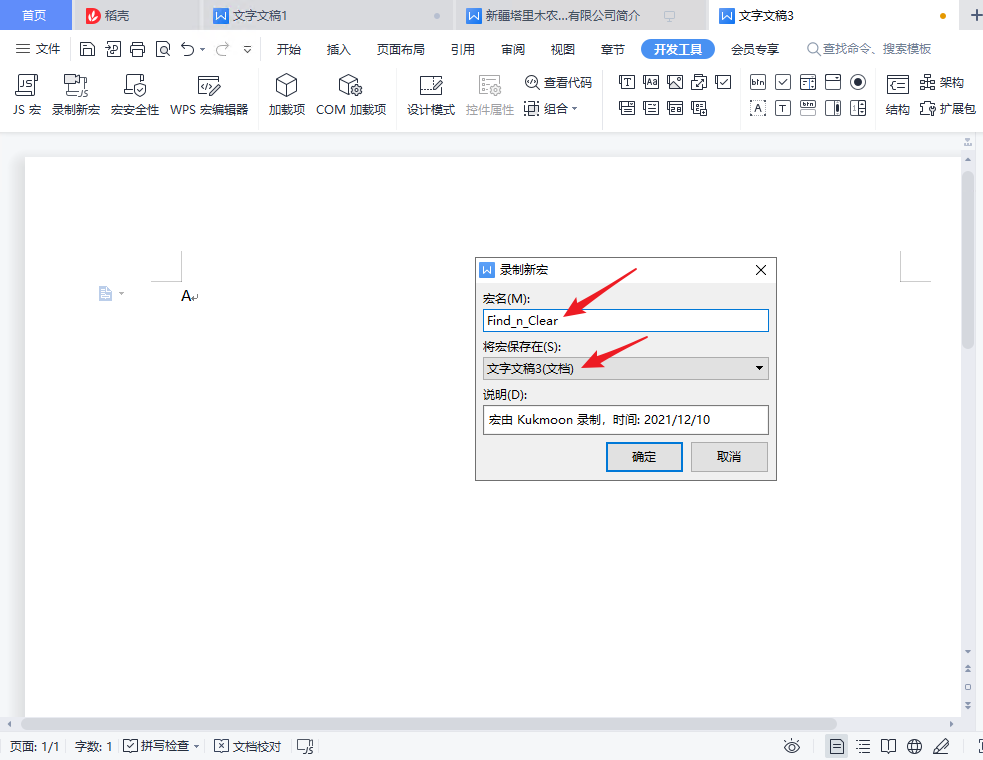 首页 稻壳 文字文稿1 新疆塔里木农...有限公司简介 文字文稿3
文件 开始 插入 页面布局 引用 审阅 视图 章节 开发工具 会员专享 查找命令、搜索模板
查看代码 架构
JS 宏 录制新宏 宏安全性 WPS 宏编辑器 加载项 COM 加载项 设计模式 控件属性 组合 结构 扩展包
录制新宏
宏名(M):
Find_n_Clear
将宏保存在(S):
文字文稿3(文档)
说明(D):
宏由 Kukmoon 录制，时间: 2021/12/10
确定 取消
A
页面: 1/1 字数: 1 拼写检查 文档校对